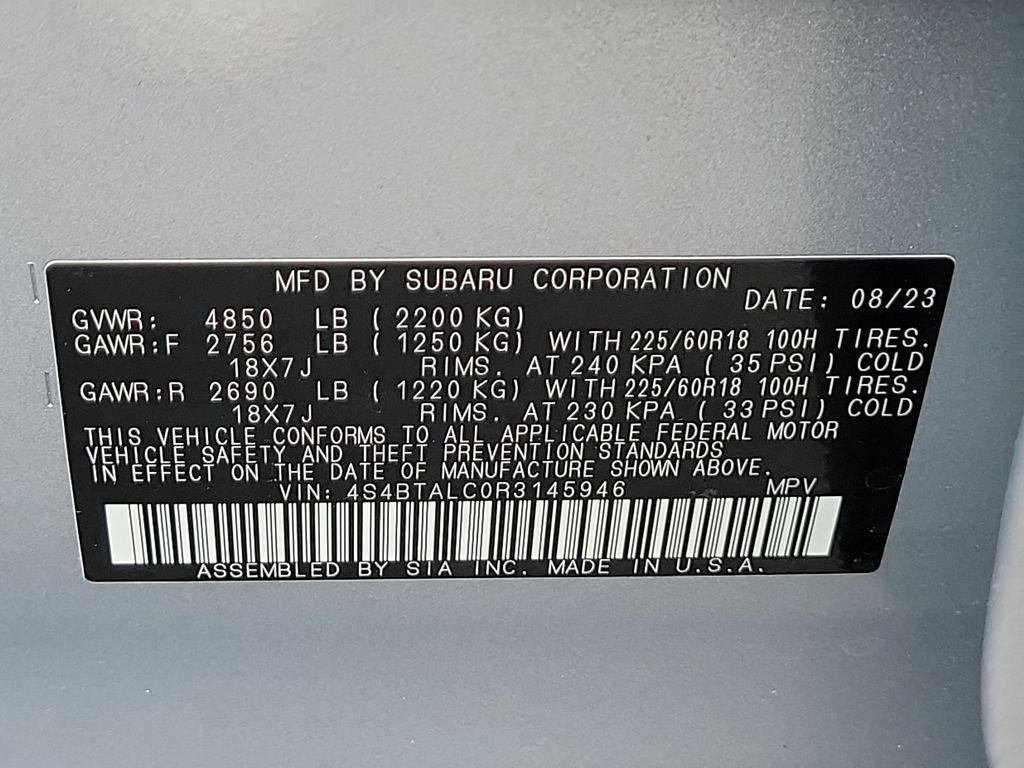 MFD BY SUBARU CORPORATION
DATE: 08/23
GVWR: 4850 LB ( 2200 KG)
GAWR:F 2756 LB ( 1250 KG) WITH 225/60R18 100H TIRES.
18X7J RIMS. AT 240 KPA ( 35 PSI) COLD
GAWR:R 2690 LB ( 1220 KG) WITH 225/60R18 100H TIRES.
18X7J RIMS. AT 230 KPA ( 33 PSI) COLD
THIS VEHICLE CONFORMS TO ALL APPLICABLE FEDERAL MOTOR
VEHICLE SAFETY AND THEFT PREVENTION STANDARDS
IN EFFECT ON THE DATE OF MANUFACTURE SHOWN ABOVE.
VIN: 4S4BTALC0R3145946 MPV
ASSEMBLED BY SIA INC. MADE IN U.S.A.